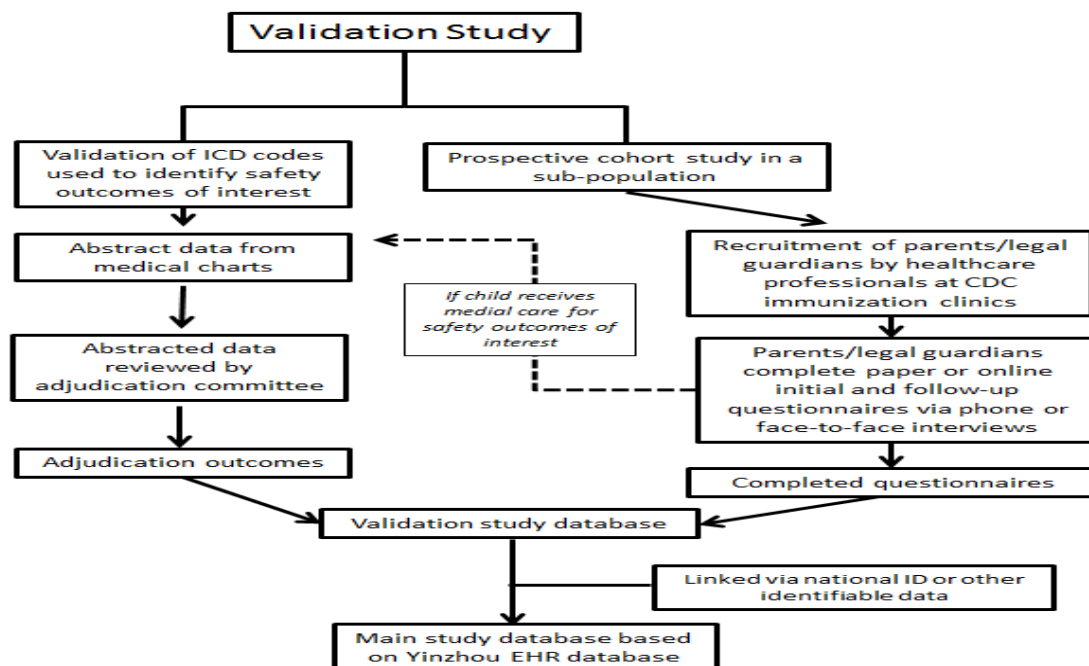 Validation Study
Validation of ICD codes
used to identify safety
outcomes of interest
Prospective cohort study in a
sub-population
Abstract data from
medical charts
Recruitment of parents/legal
guardians by healthcare
professionals at CDC
immunization clinics
If child receives
medial care for
safety outcomes of
interest
Abstracted data
reviewed by
adjudication committee
Parents/legal guardians
complete paper or online
initial and follow-up
questionnaires via phone or
face-to-face interviews
Adjudication outcomes
Completed questionnaires
Validation study database
Linked via national ID or other
identifiable data
Main study database based
on Yinzhou EHR database